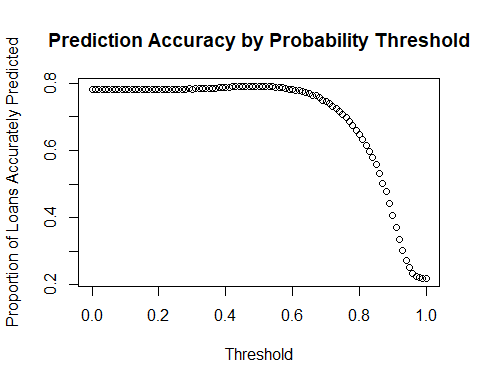 Prediction Accuracy by Probability Threshold
Proportion of Loans Accurately Predicted
0.8
0.6
0.4
0.2
0.0 0.2 0.4 0.6 0.8 1.0
Threshold